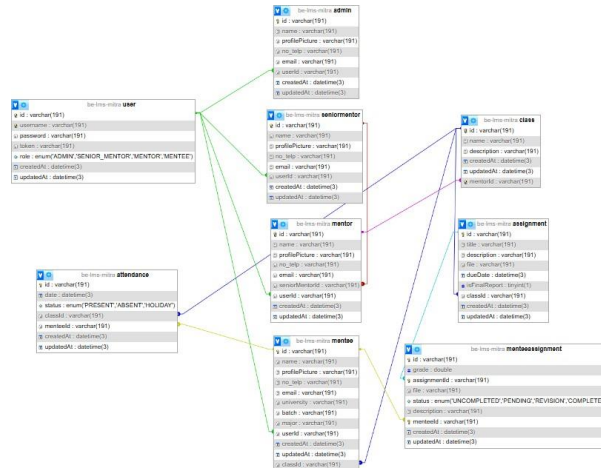 be-lms-mitra admin
id : varchar(191)
name : varchar(191)
profilePicture : varchar(191)
no_telp : varchar(191)
email : varchar(191)
userId : varchar(191)
createdAt : datetime(3)
updatedAt : datetime(3)
be-lms-mitra user
id : varchar(191)
username : varchar(191)
password : varchar(191)
token : varchar(191)
role : enum('ADMIN','SENIOR_MENTOR','MENTOR','MENTEE')
createdAt : datetime(3)
updatedAt : datetime(3)
be-lms-mitra seniormentor
id : varchar(191)
name : varchar(191)
profilePicture : varchar(191)
no_telp : varchar(191)
email : varchar(191)
userId : varchar(191)
createdAt : datetime(3)
updatedAt : datetime(3)
be-lms-mitra class
id : varchar(191)
name : varchar(191)
description : varchar(191)
createdAt : datetime(3)
updatedAt : datetime(3)
mentorId : varchar(191)
be-lms-mitra mentor
id : varchar(191)
name : varchar(191)
profilePicture : varchar(191)
no_telp : varchar(191)
email : varchar(191)
seniorMentorId : varchar(191)
userId : varchar(191)
createdAt : datetime(3)
updatedAt : datetime(3)
be-lms-mitra assignment
id : varchar(191)
title : varchar(191)
description : varchar(191)
file : varchar(191)
dueDate : datetime(3)
isFinalReport : tinyint(1)
classId : varchar(191)
createdAt : datetime(3)
updatedAt : datetime(3)
be-lms-mitra attendance
id : varchar(191)
date : datetime(3)
status : enum('PRESENT','ABSENT','HOLIDAY')
classId : varchar(191)
menteeId : varchar(191)
createdAt : datetime(3)
updatedAt : datetime(3)
be-lms-mitra mentee
id : varchar(191)
name : varchar(191)
profilePicture : varchar(191)
no_telp : varchar(191)
email : varchar(191)
university : varchar(191)
batch : varchar(191)
major : varchar(191)
userId : varchar(191)
createdAt : datetime(3)
updatedAt : datetime(3)
classId : varchar(191)
be-lms-mitra menteeassignment
id : varchar(191)
grade : double
assignmentId : varchar(191)
file : varchar(191)
status : enum('UNCOMPLETED','PENDING','REVISION','COMPLETE
description : varchar(191)
menteeId : varchar(191)
createdAt : datetime(3)
updatedAt : datetime(3)